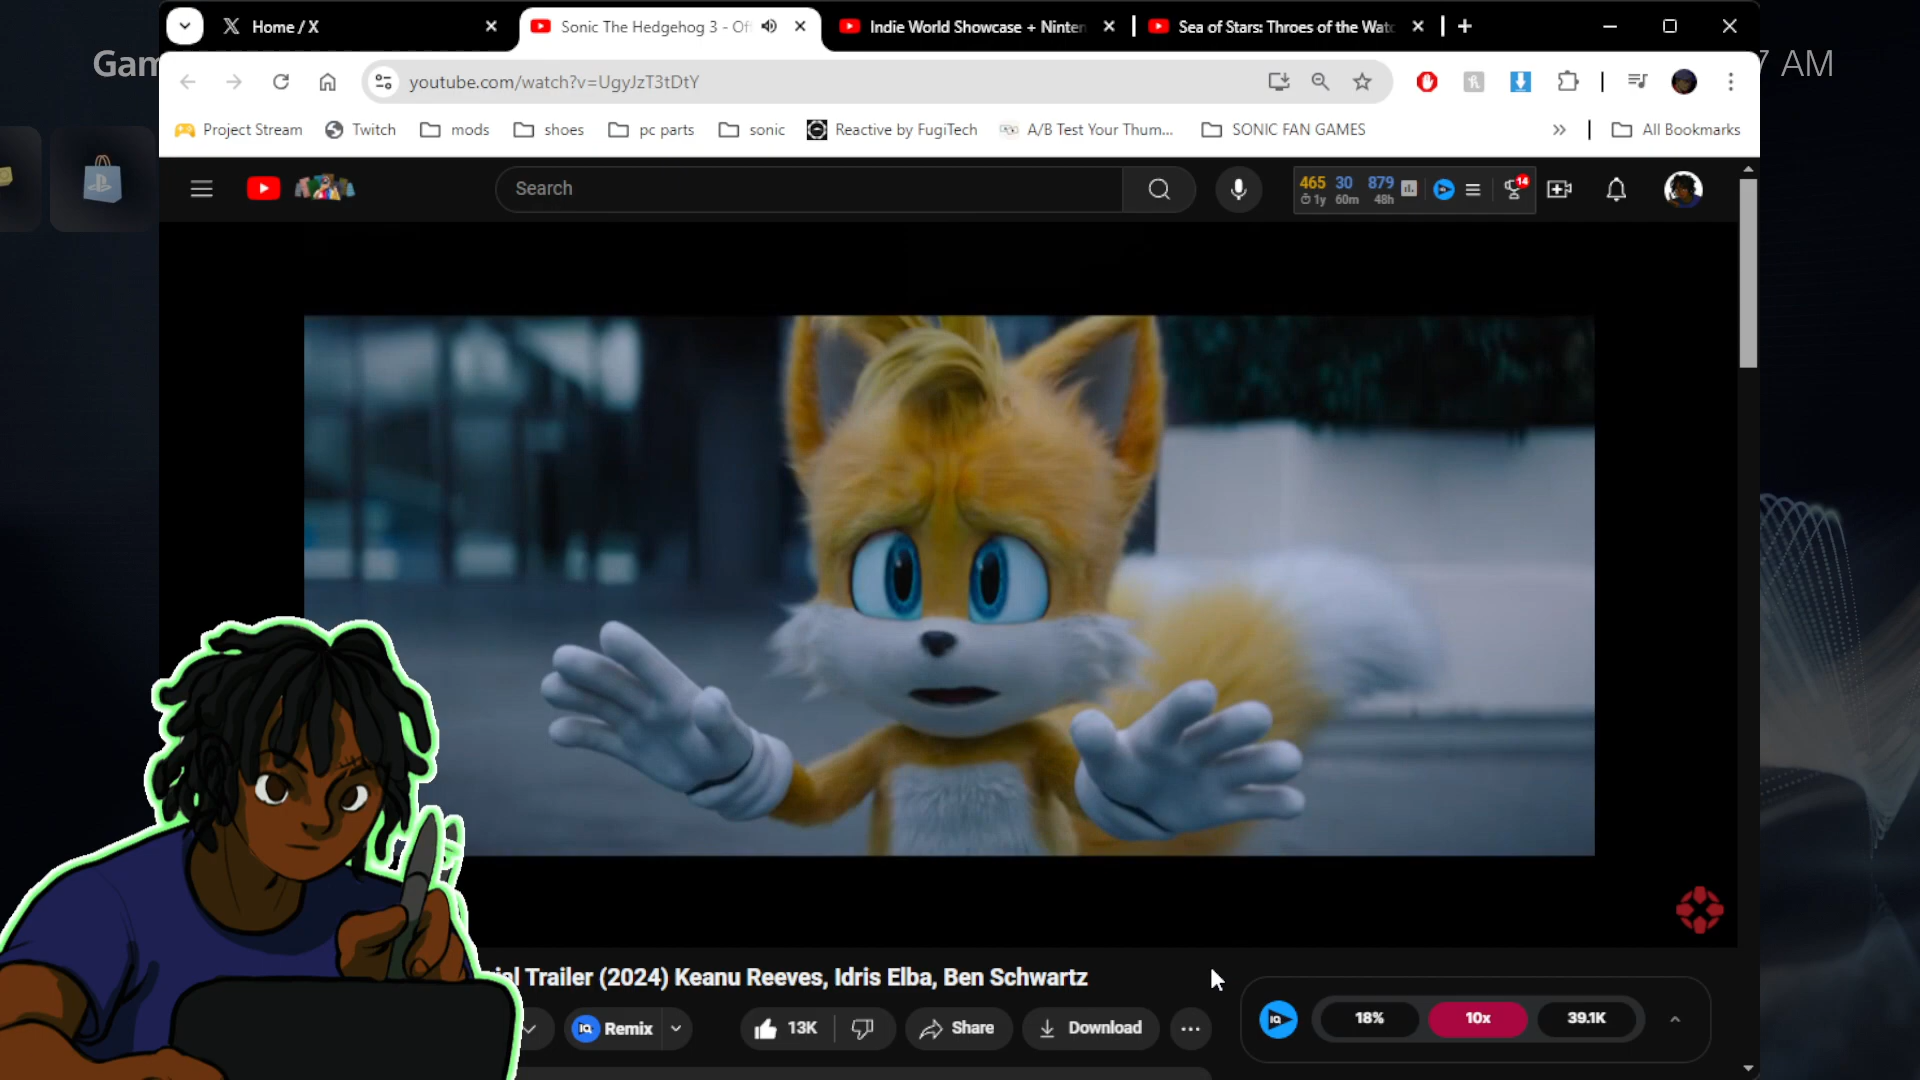 Home / X
Sonic The Hedgehog 3 - Of
Indie World Showcase + Ninten
Sea of Stars: Throes of the Watc
Gam
7 AM
youtube.com/watch?v=UgyJzT3tDtY
Project Stream
Twitch
mods
shoes
pc parts
sonic
Reactive by FugiTech
A/B Test Your Thum...
SONIC FAN GAMES
All Bookmarks
Search
465 30 879
1y 60m 48h
14
ial Trailer (2024) Keanu Reeves, Idris Elba, Ben Schwartz
IQ
Remix
13K
Share
Download
IQ
18%
10x
39.1K